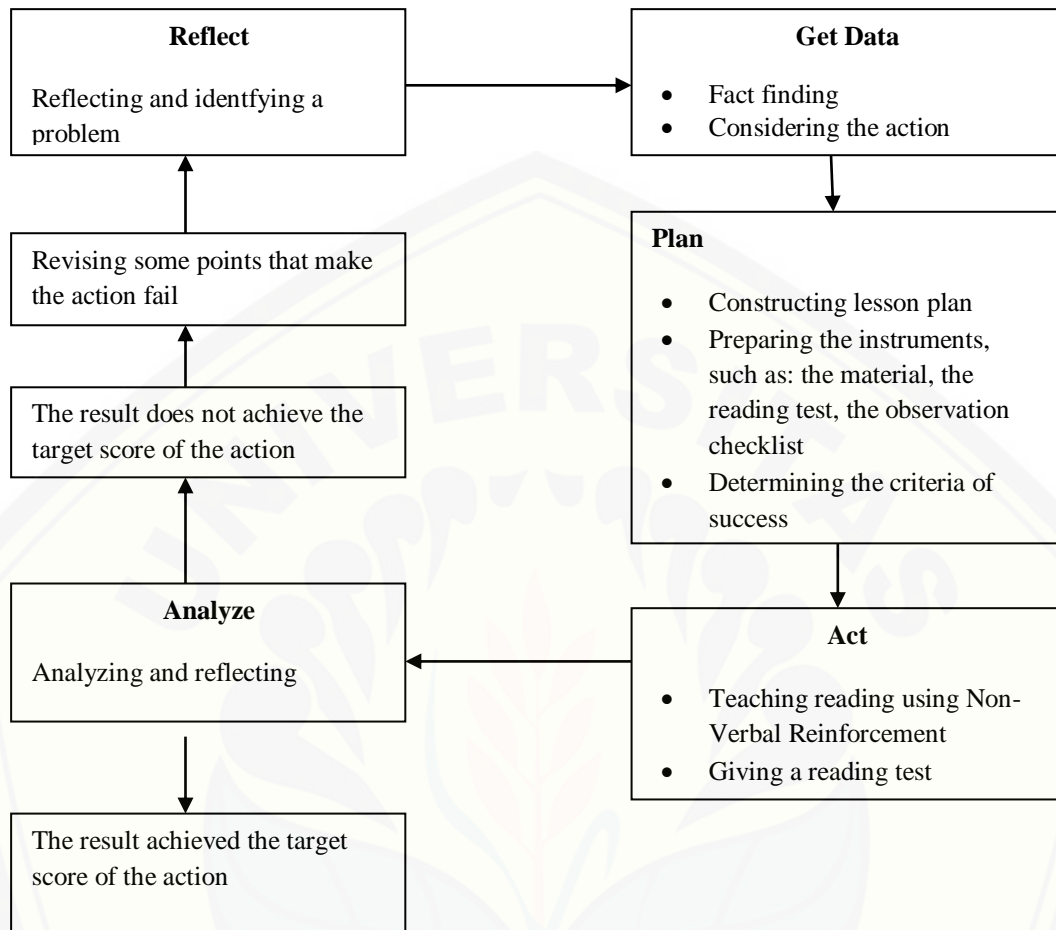 Reflect
Reflecting and identfying a
problem
Get Data
• Fact finding
• Considering the action
Plan
• Constructing lesson plan
• Preparing the instruments,
such as: the material, the
reading test, the observation
checklist
• Determining the criteria of
success
Act
• Teaching reading using Non-
Verbal Reinforcement
• Giving a reading test
Analyze
Analyzing and reflecting
The result does not achieve the
target score of the action
Revising some points that make
the action fail
The result achieved the target
score of the action
UNIVERSITAS